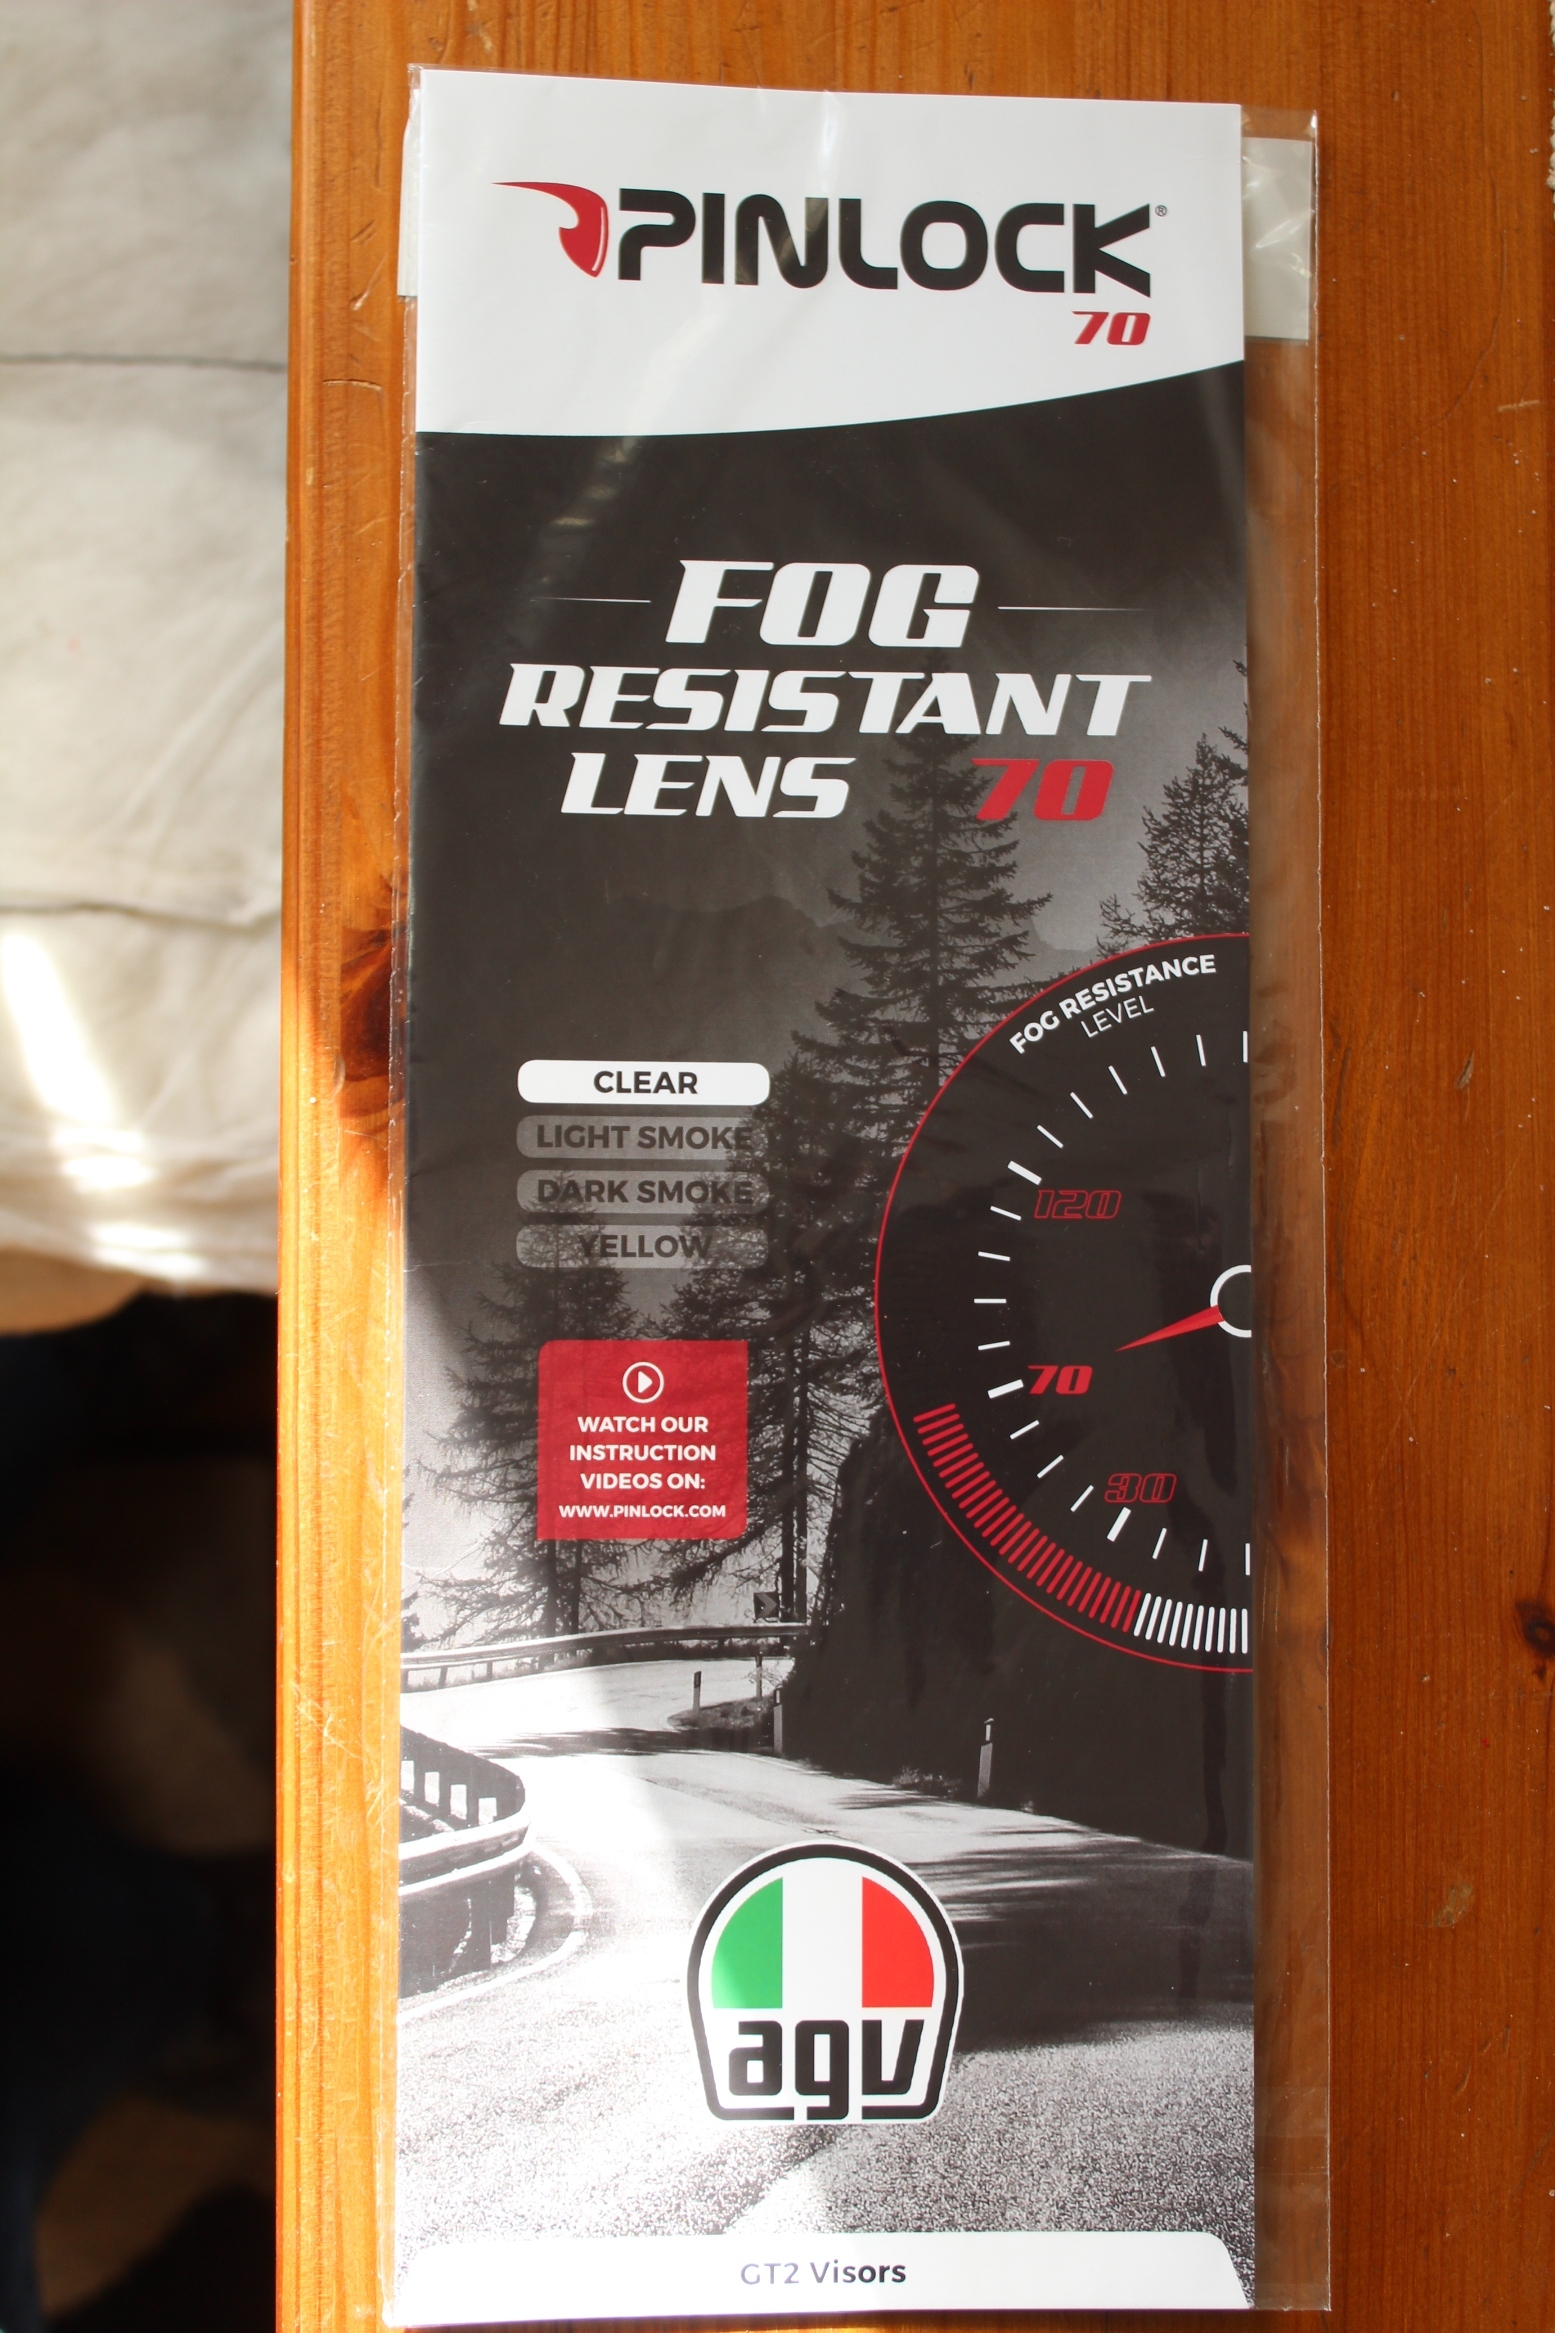 PINLOCK®
70
FOG
RESISTANT
LENS 70
FOG RESISTANCE
LEVEL
CLEAR
LIGHT SMOKE
DARK SMOKE
YELLOW
120
70
30
WATCH OUR
INSTRUCTION
VIDEOS ON:
WWW.PINLOCK.COM
agv
GT2 Visors